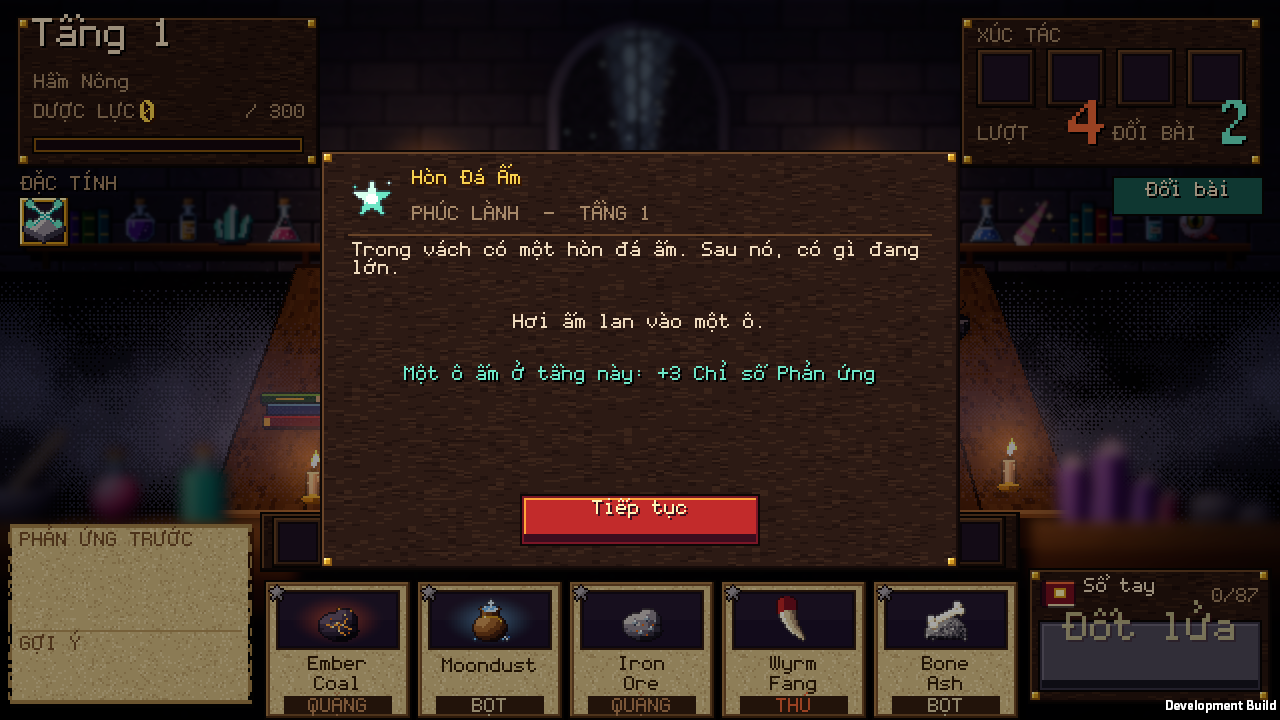 Tầng 1
Hầm Nông
DƯỢC LỰC 0 / 300
ĐẶC TÍNH
XÚC TÁC
LƯỢT 4 ĐỔI BÀI 2
Đổi bài
Hòn Đá Ấm
PHÚC LÀNH – TẦNG 1
Trong vách có một hòn đá ấm. Sau nó, có gì đang
lớn.
Hơi ấm lan vào một ô.
Một ô ấm ở tầng này: +3 Chỉ số Phản ứng
Tiếp tục
PHẢN ỨNG TRƯỚC
GỢI Ý
Ember
Coal
QUẶNG
Moondust
BỘT
Iron
Ore
QUẶNG
Wyrm
Fang
THÚ
Bone
Ash
BỘT
Sổ tay
0/87
Đốt lửa
Development Build